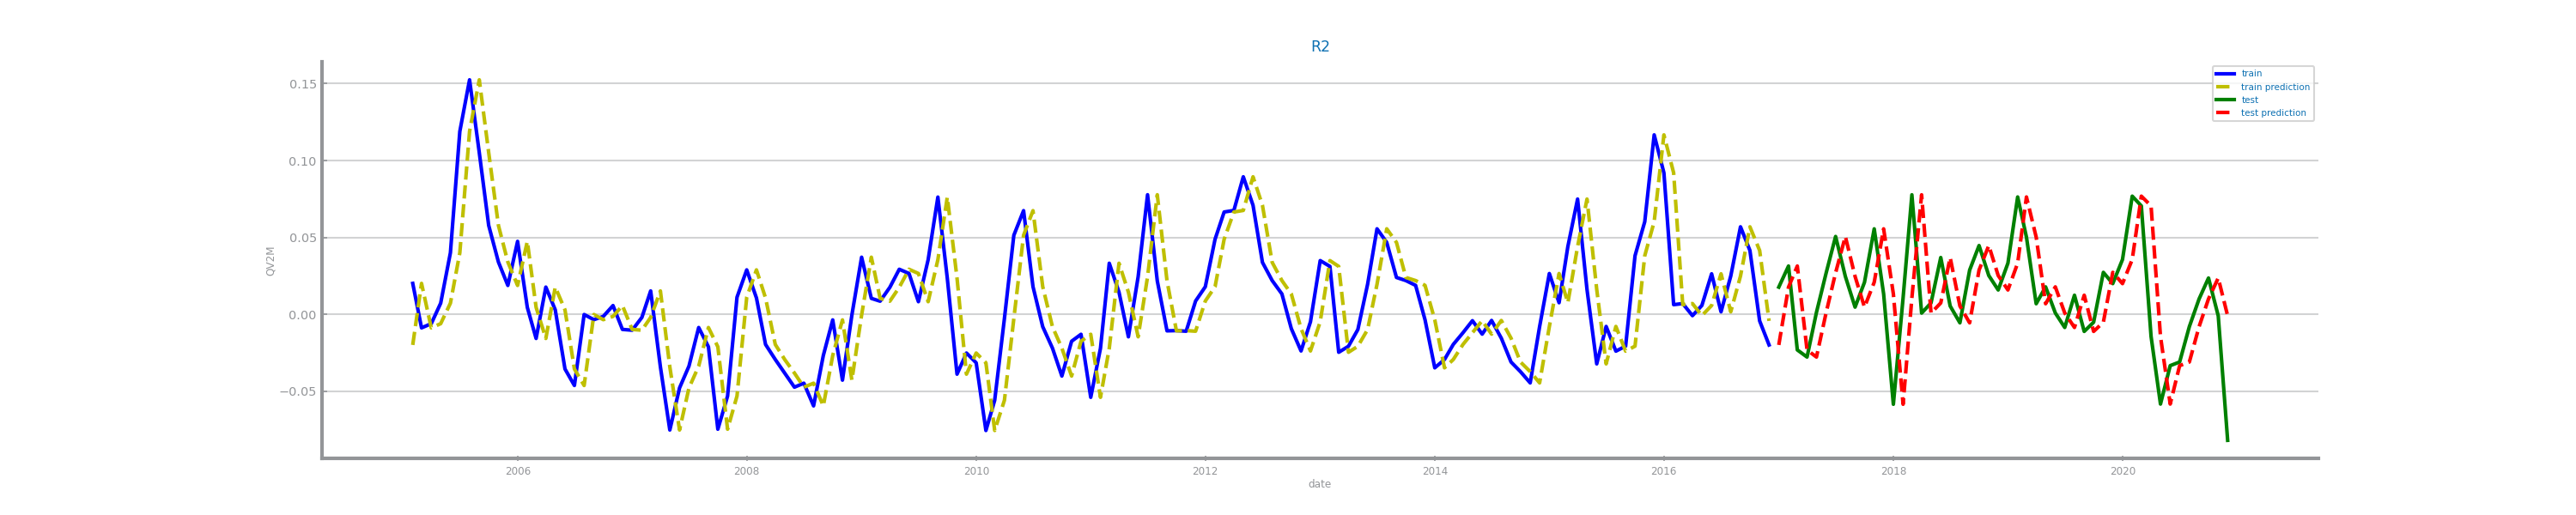 R2
0.15
0.10
0.05
0.00
−0.05
QV2M
train
train prediction
test
test prediction
2006 2008 2010 2012 2014 2016 2018 2020
date